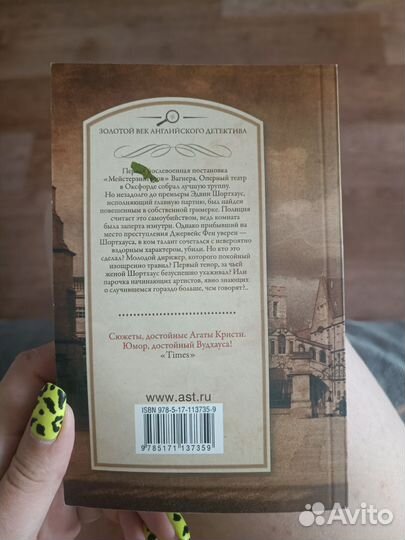 ЗОЛОТОЙ ВЕК АНГЛИЙСКОГО ДЕТЕКТИВА
послевоенная постановка
Вагнера. Оперный театр
в Оксфорде собрал лучшую труппу.
Но незадолго до премьеры Эдвин Шортхаус,
исполняющий главную партию, был найден
повешенным в собственной гримерке. Полиция
считает это самоубийством, ведь комната
была заперта изнутри. Однако прибывший на
место преступления Джервейс Фен уверен —
Шортхауса, в ком талант сочетался с невероятно
вздорным характером, убили. Но кто это
сделал? Молодой дирижер, которого покойный
изощренно травил? Первый тенор, за чьей
женой Шортхаус безуспешно ухаживал? Или
парочка начинающих артистов, явно знающих
о случившемся гораздо больше, чем говорят?..
Сюжеты, достойные Агаты Кристи.
Юмор, достойный Вудхауса!
«Times»
www.ast.ru
ISBN 978-5-17-113735-9
9 785171 137359
Avito